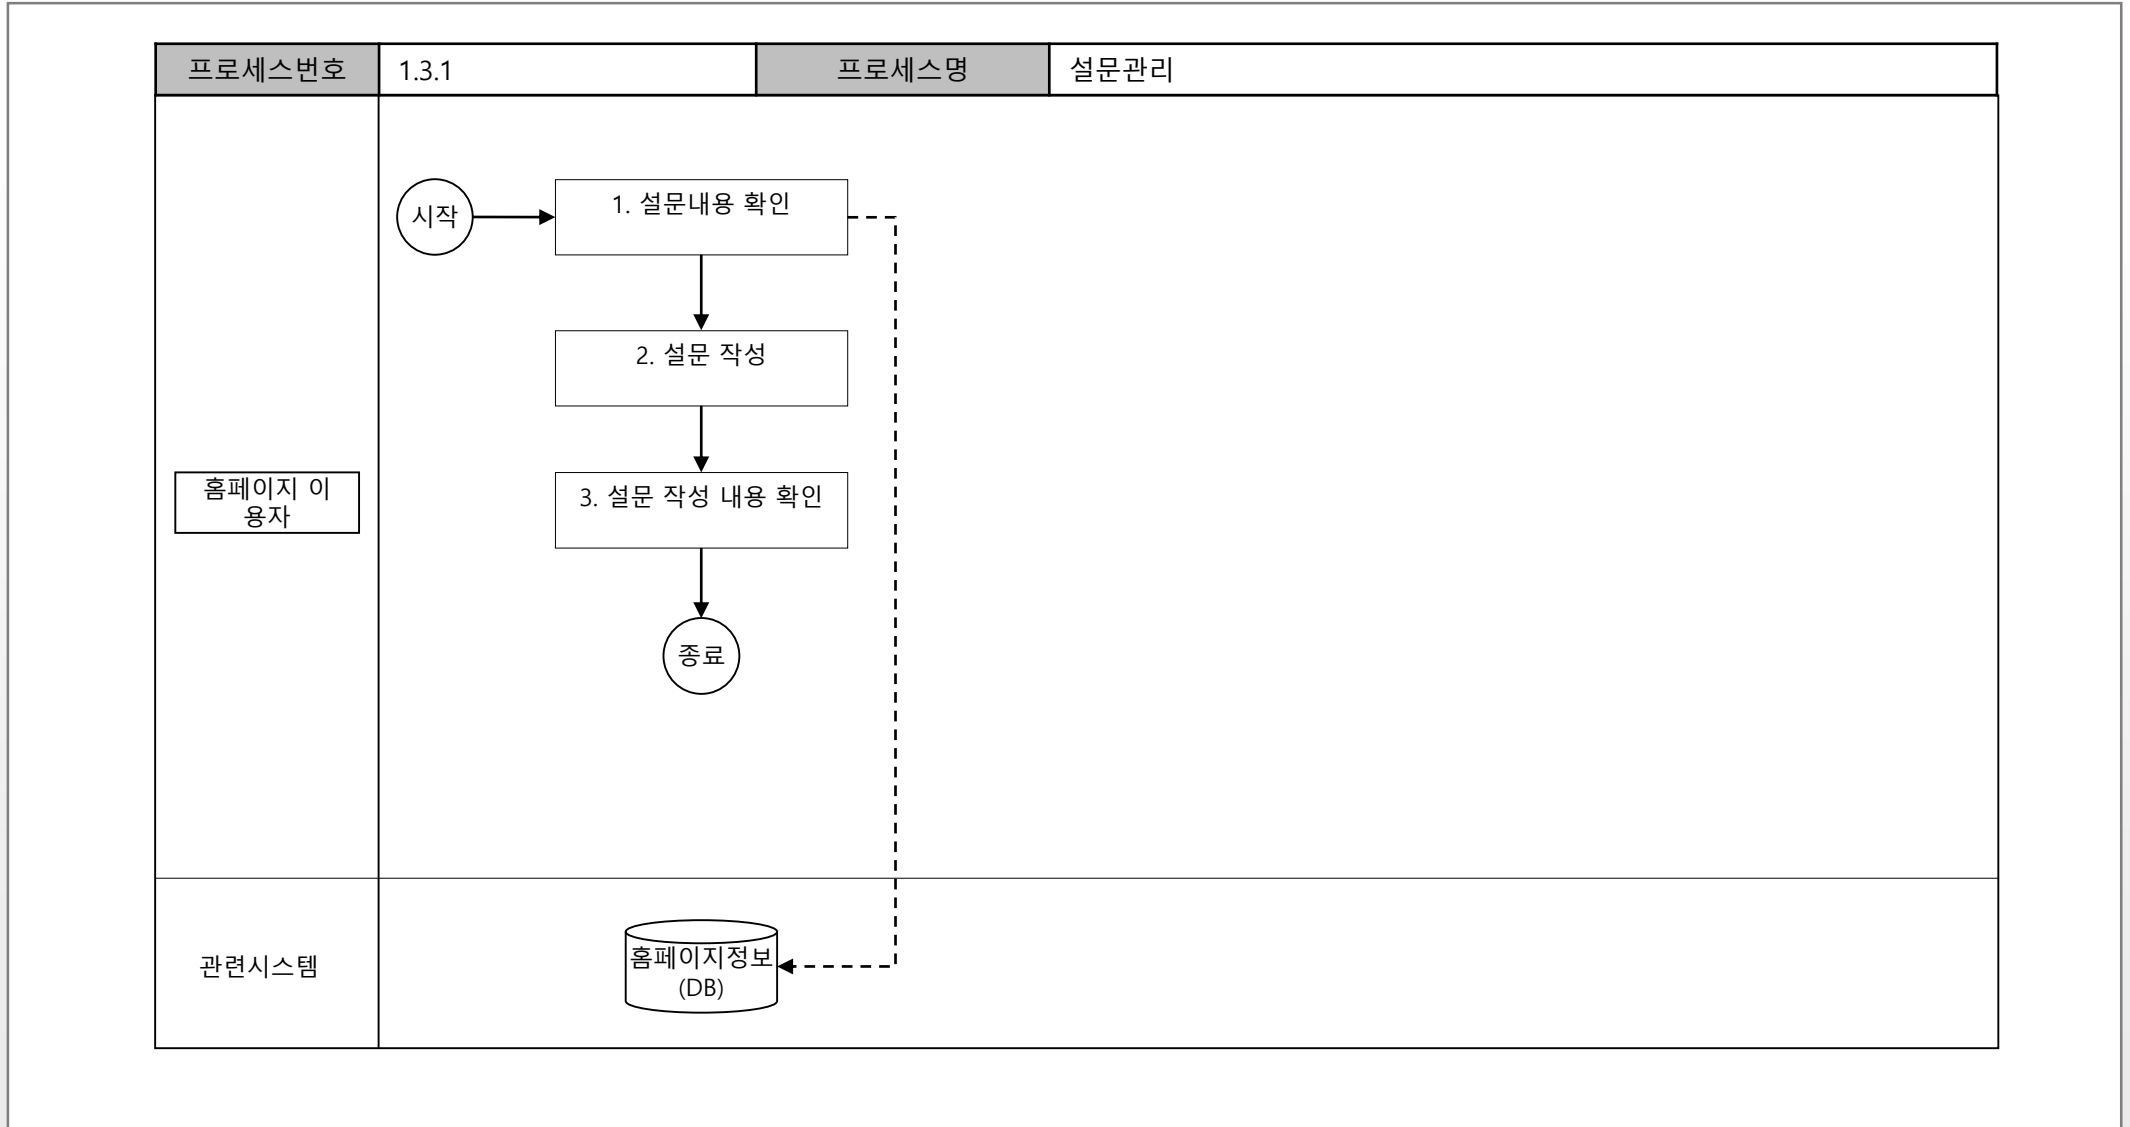 프로세스번호
1.3.1
프로세스명
설문관리
시작
1. 설문내용 확인
2. 설문 작성
홈페이지 이
용자
3. 설문 작성 내용 확인
종료
관련시스템
홈페이지정보
(DB)